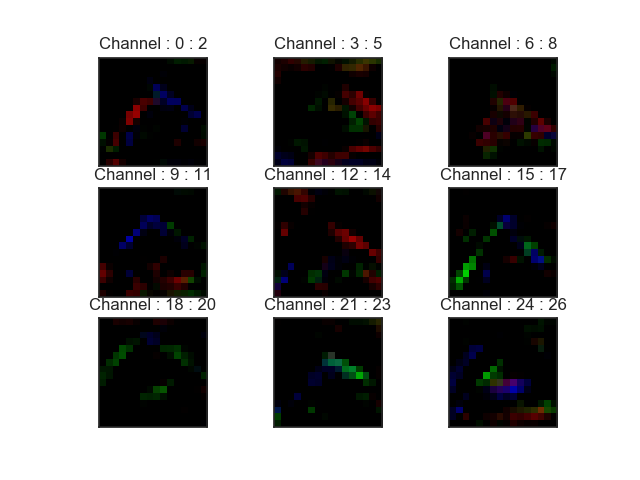 Channel : 0 : 2
Channel : 3 : 5
Channel : 6 : 8
Channel : 9 : 11
Channel : 12 : 14
Channel : 15 : 17
Channel : 18 : 20
Channel : 21 : 23
Channel : 24 : 26